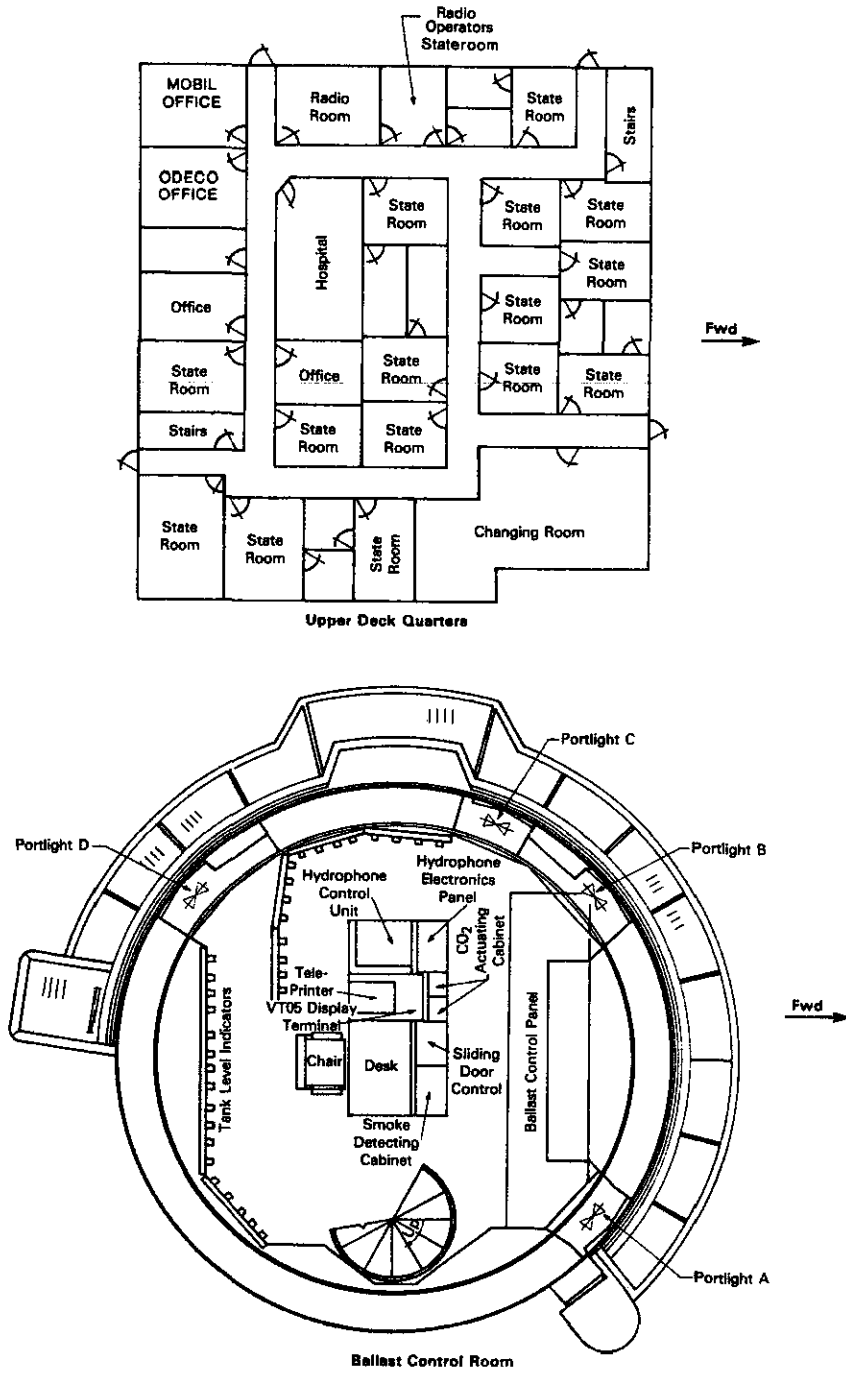 Radio
Operators
Stateroom
MOBIL
OFFICE
Radio
Room
State
Room
Stairs
ODECO
OFFICE
State
Room
State
Room
State
Room
Hospital
State
Room
Office
State
Room
Fwd
State
Room
Office
State
Room
State
Room
State
Room
Stairs
State
Room
State
Room
State
Room
State
Room
State
Room
Changing Room
Upper Deck Quarters
Portlight C
Portlight D
Portlight B
Hydrophone
Control
Unit
Hydrophone
Electronics
Panel
CO2
Actuating
Cabinet
Tele-
Printer
VT05 Display
Terminal
Fwd
Tank Level Indicators
Chair
Desk
Sliding
Door
Control
Ballast Control Panel
Smoke
Detecting
Cabinet
Up
Portlight A
Ballast Control Room